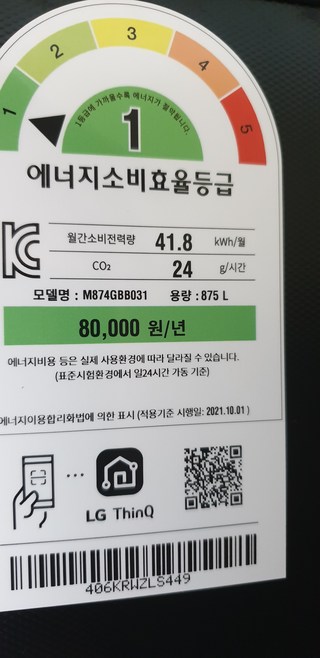 1 2 3 4 5
1등급에 가까울수록 에너지가 절약됩니다.
1
에너지소비효율등급
월간소비전력량 41.8 kWh/월
CO₂ 24 g/시간
모델명 : M874GBB031 용량 : 875 L
80,000 원/년
에너지비용 등은 실제 사용환경에 따라 달라질 수 있습니다.
(표준시험환경에서 일24시간 가동 기준)
에너지이용합리화법에 의한 표시 (적용기준 시행일: 2021.10.01 )
LG ThinQ
406KRWZLS449